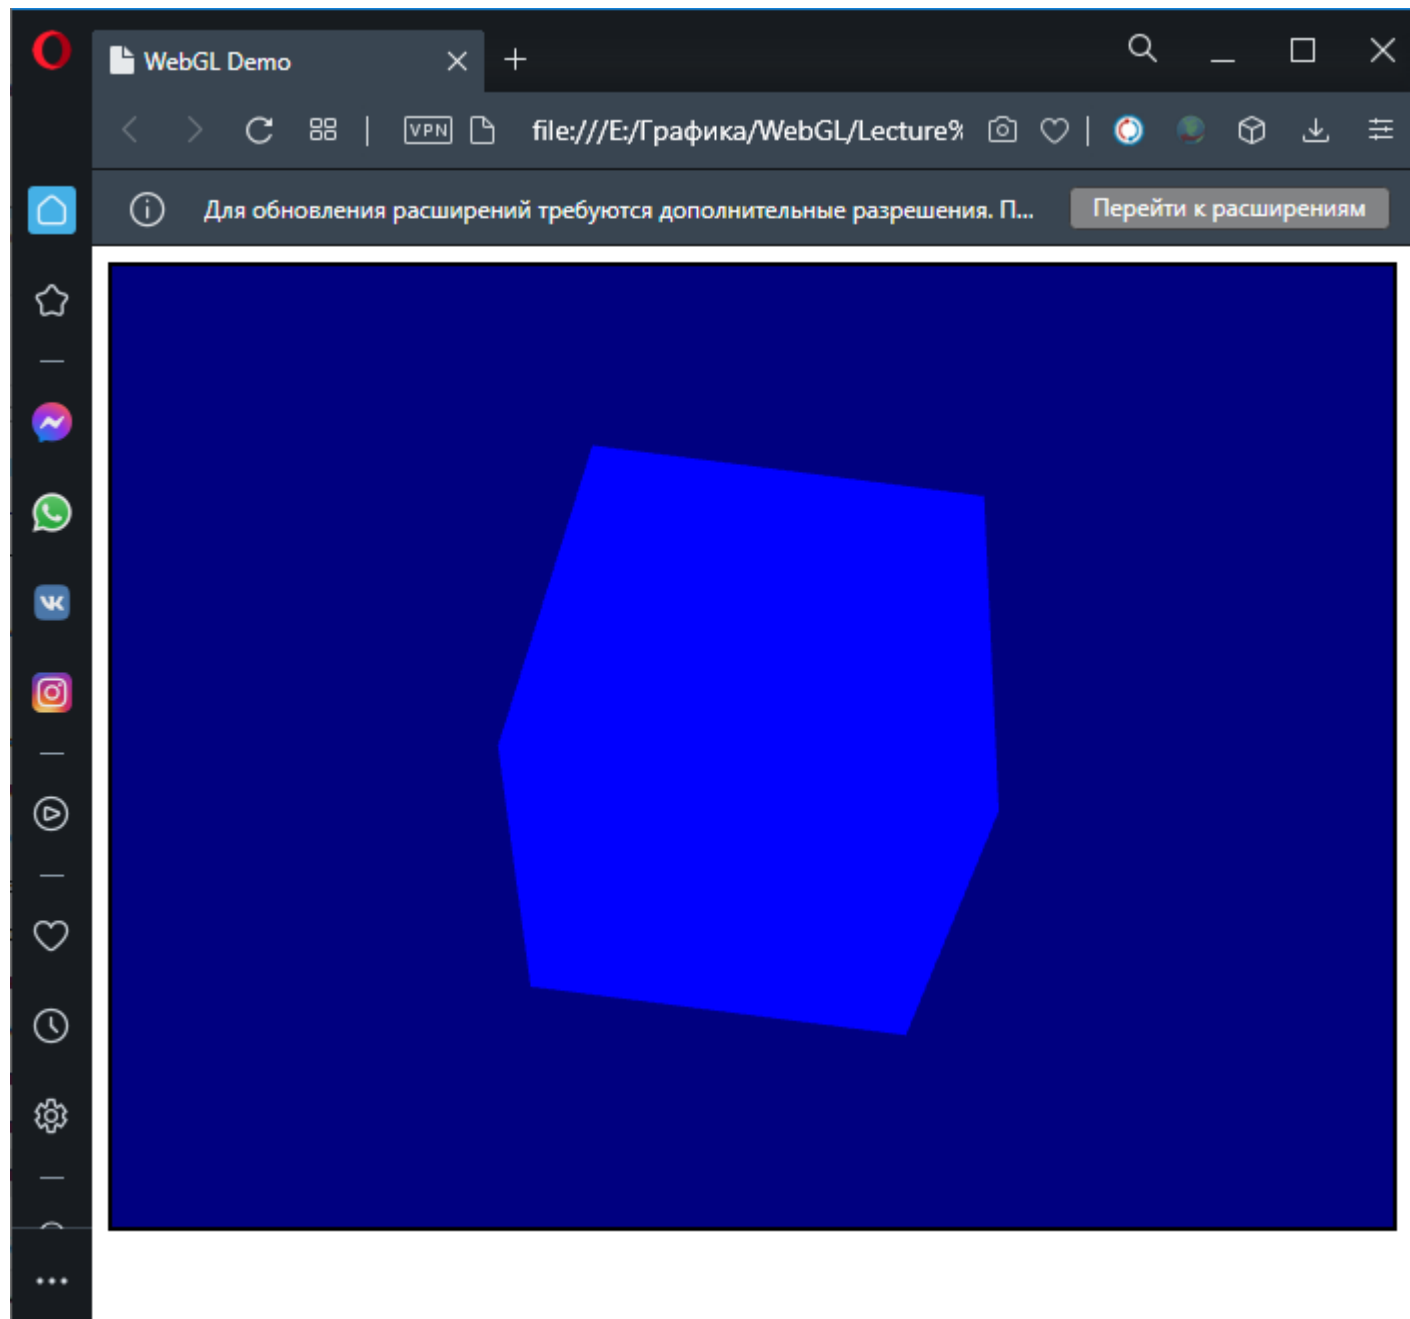 WebGL Demo
VPN
file:///E:/Графика/WebGL/Lecture%
Для обновления расширений требуются дополнительные разрешения. П...
Перейти к расширениям